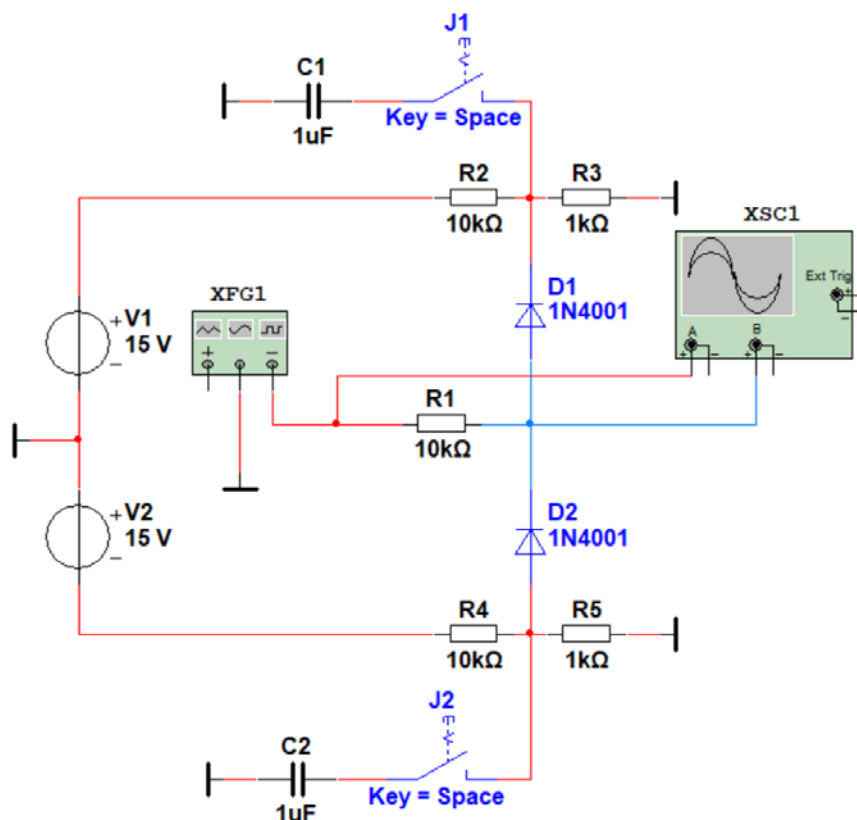 J1
C1
1uF
Key = Space
R2
10kΩ
R3
1kΩ
XSC1
Ext Trig
+
−
A
B
+ − + −
D1
1N4001
XFG1
+ −
+ V1
15 V
−
R1
10kΩ
+ V2
15 V
−
D2
1N4001
R4
10kΩ
R5
1kΩ
J2
C2
1uF
Key = Space